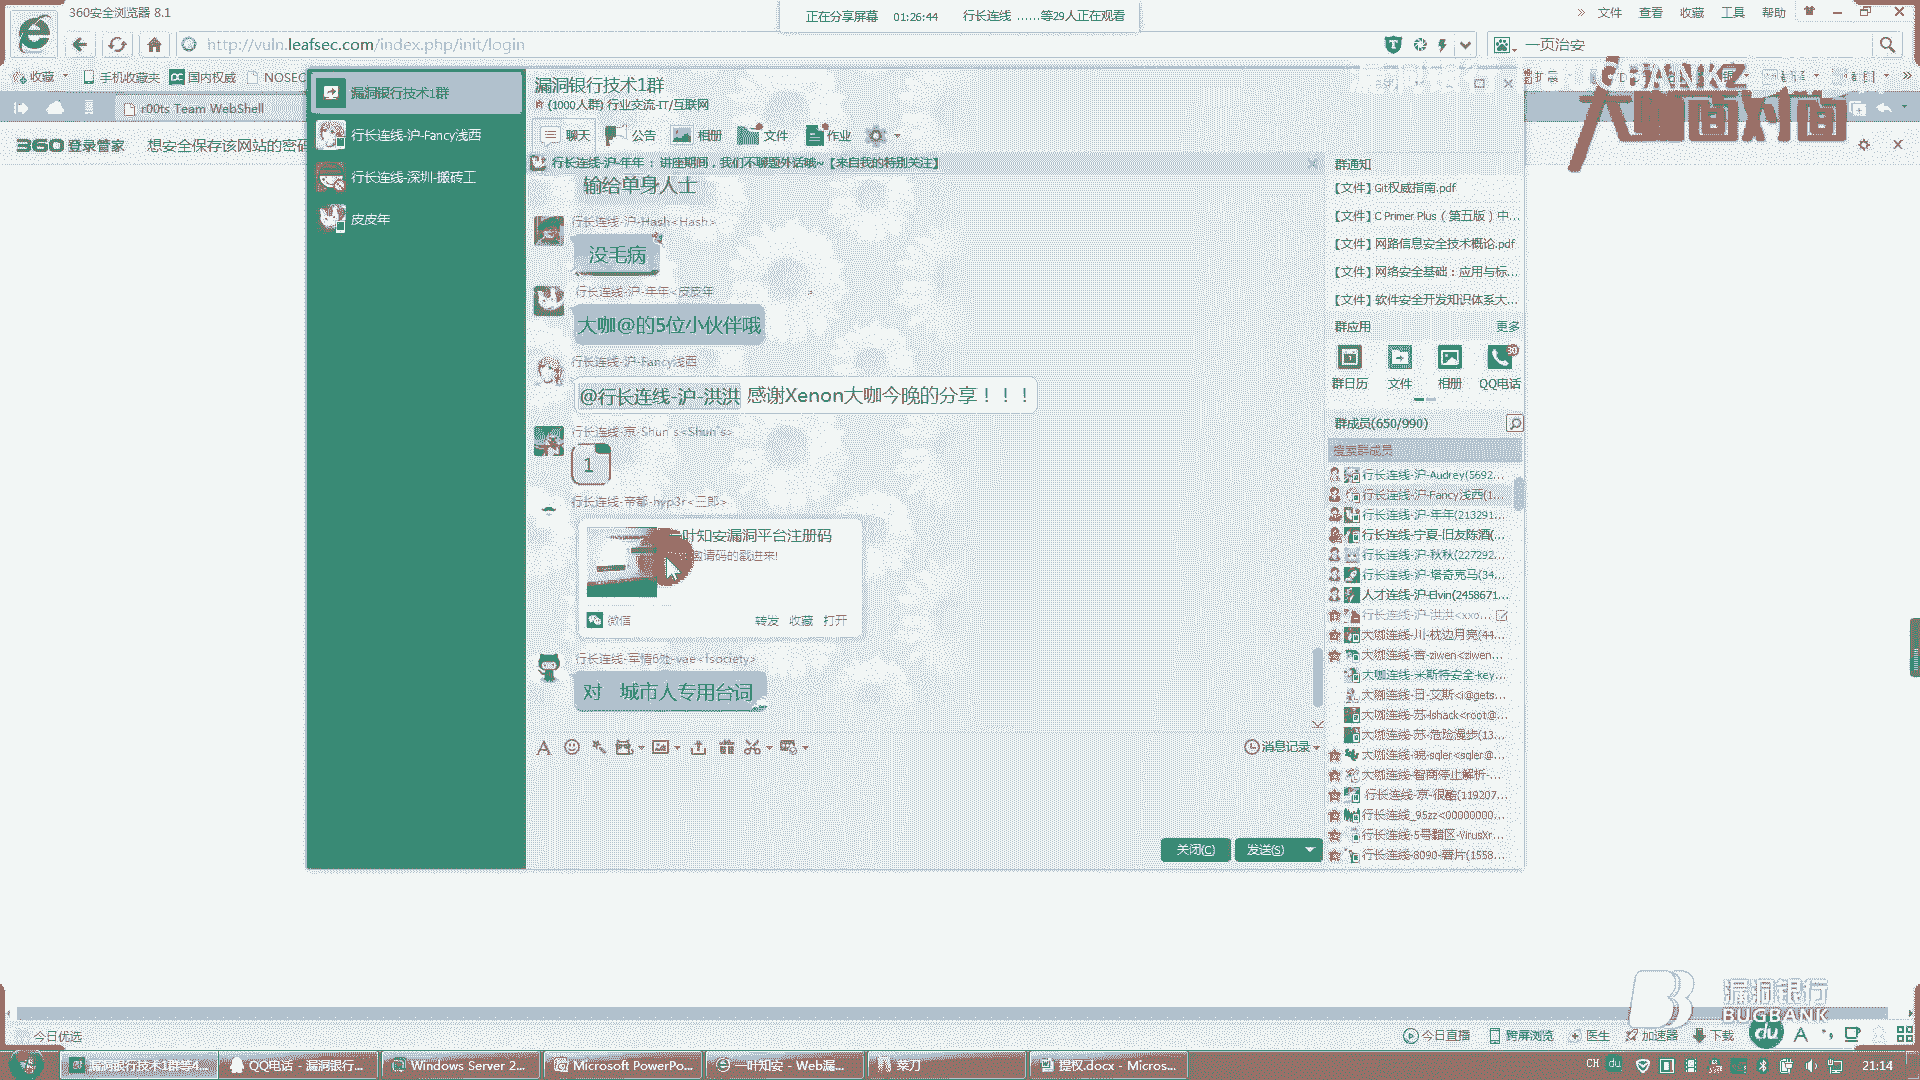 360安全浏览器 8.1
正在分享屏幕 01:26:44 行长连线 ……等29人正在观看
文件 查看 收藏 工具 帮助
http://vuln.leafsec.com/index.php/init/login
一页治安
收藏 手机收藏夹 国内权威 NOSEC
r00ts Team WebShell
360登录管家 想安全保存该网站的密码
漏洞银行技术1群
行长连线-沪-Fancy浅西
行长连线-深圳-搬砖工
皮皮年
漏洞银行技术1群
(1000人群) 行业交流-IT/互联网
聊天 公告 相册 文件 作业
行长连线-沪-年年：讲座期间，我们不聊题外话哦~【来自我的特别关注】
输给单身人士
行长连线-沪-Hash<Hash>
没毛病
行长连线-沪-年年<皮皮年
大咖@的5位小伙伴哦
行长连线-沪-Fancy浅西
@行长连线-沪-洪洪 感谢Xenon大咖今晚的分享！！！
行长连线-京-Shun`s<Shun`s>
1
行长连线-帝都-hyp3r<三郎>
叶知安漏洞平台注册码
邀请码的戳进来!
微信 转发 收藏 打开
行长连线-军情6处-vae<fsociety>
对 城市人专用台词
消息记录
关闭(C) 发送(S)
群通知
【文件】Git权威指南.pdf
【文件】C Primer Plus（第五版）中...
【文件】网路信息安全技术概论.pdf
【文件】网络安全基础：应用与标...
【文件】软件安全开发知识体系大...
群应用 更多
群日历 文件 相册 QQ电话
群成员(650/990)
搜索群成员
行长连线-沪-Audrey(5692...
行长连线-沪-Fancy浅西(1...
行长连线-沪-年年(213291...
行长连线-宁夏-旧友陈酒(...
行长连线-沪-秋秋(227292...
行长连线-沪-塔奇克马(34...
人才连线-沪-Elvin(2458671...
行长连线-沪-洪洪<xxo...
大咖连线-川-枕边月亮(44...
大咖连线-吉-ziwen<ziwen...
大咖连线-米斯特安全-key...
大咖连线-日-艾斯<i@gets...
大咖连线-苏-lshack<root@...
大咖连线-苏-危险漫步(13...
大咖连线-皖-sqler<sqler@...
大咖连线-智商停止解析-...
行长连线-京-很酷(119207...
行长连线_95zz<00000000...
行长连线-5号黯区-VirusXr...
行长连线-8090-晋片(1558...
大咖面对面
漏洞银行
BUGBANK
今日优选
今日直播 跨屏浏览 医生 加速器 下载
漏洞银行技术1群等4... QQ电话 - 漏洞银行... Windows Server 2... Microsoft PowerPo... 一叶知安 - Web漏... 菜刀 提权.docx - Micros...
CH 21:14